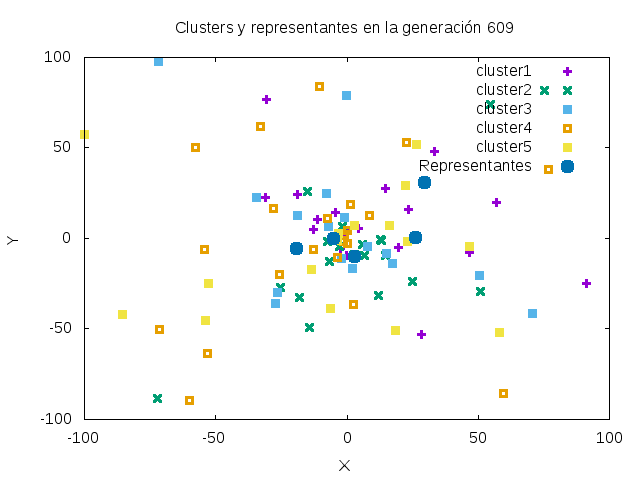 Clusters y representantes en la generación 609
100
50
0
-50
-100
-100
-50
0
50
100
X
Y
cluster1
cluster2
cluster3
cluster4
cluster5
Representantes